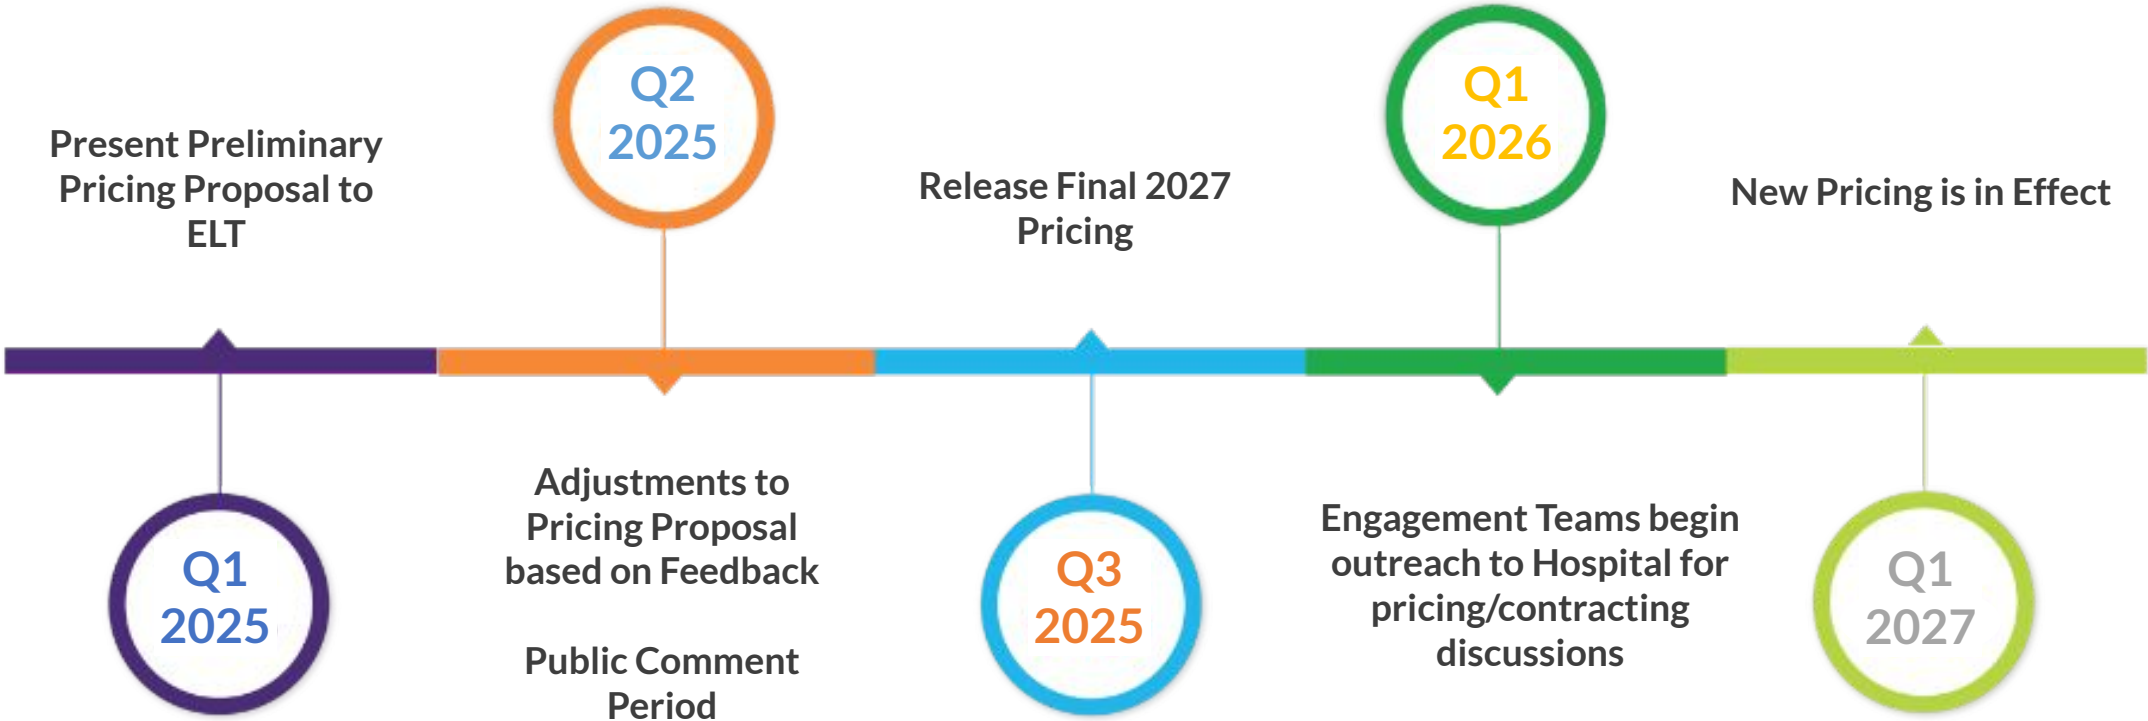 Present Preliminary
Pricing Proposal to
ELT
Q1
2025
Q2
2025
Adjustments to
Pricing Proposal
based on Feedback
Public Comment
Period
Release Final 2027
Pricing
Q3
2025
Q1
2026
Engagement Teams begin
outreach to Hospital for
pricing/contracting
discussions
New Pricing is in Effect
Q1
2027